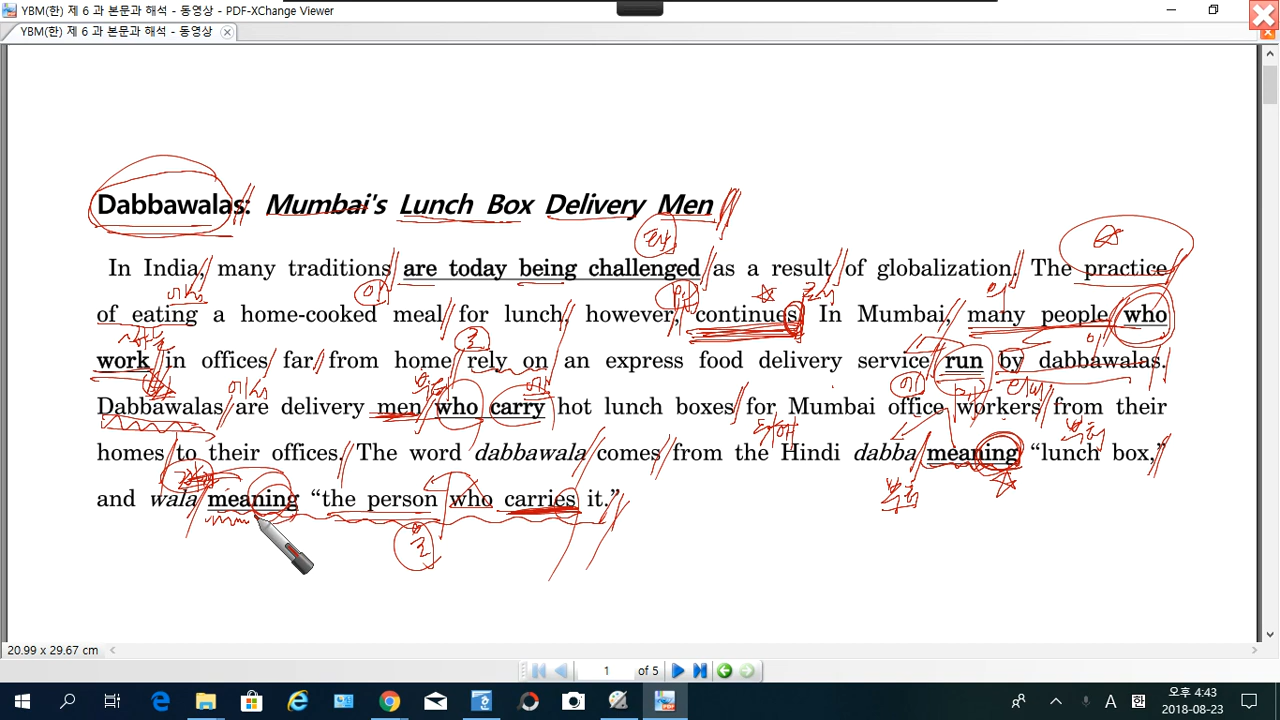 YBM(한) 제 6 과 본문과 해석 - 동영상 - PDF-XChange Viewer
YBM(한) 제 6 과 본문과 해석 - 동영상
Dabbawalas: Mumbai's Lunch Box Delivery Men
In India, many traditions are today being challenged as a result of globalization. The practice
of eating a home-cooked meal for lunch, however, continues. In Mumbai, many people who
work in offices far from home rely on an express food delivery service run by dabbawalas.
Dabbawalas are delivery men who carry hot lunch boxes for Mumbai office workers from their
homes to their offices. The word dabbawala comes from the Hindi dabba meaning “lunch box,”
and wala meaning “the person who carries it.”
20.99 x 29.67 cm
1 of 5
A 한 오후 4:43
2018-08-23